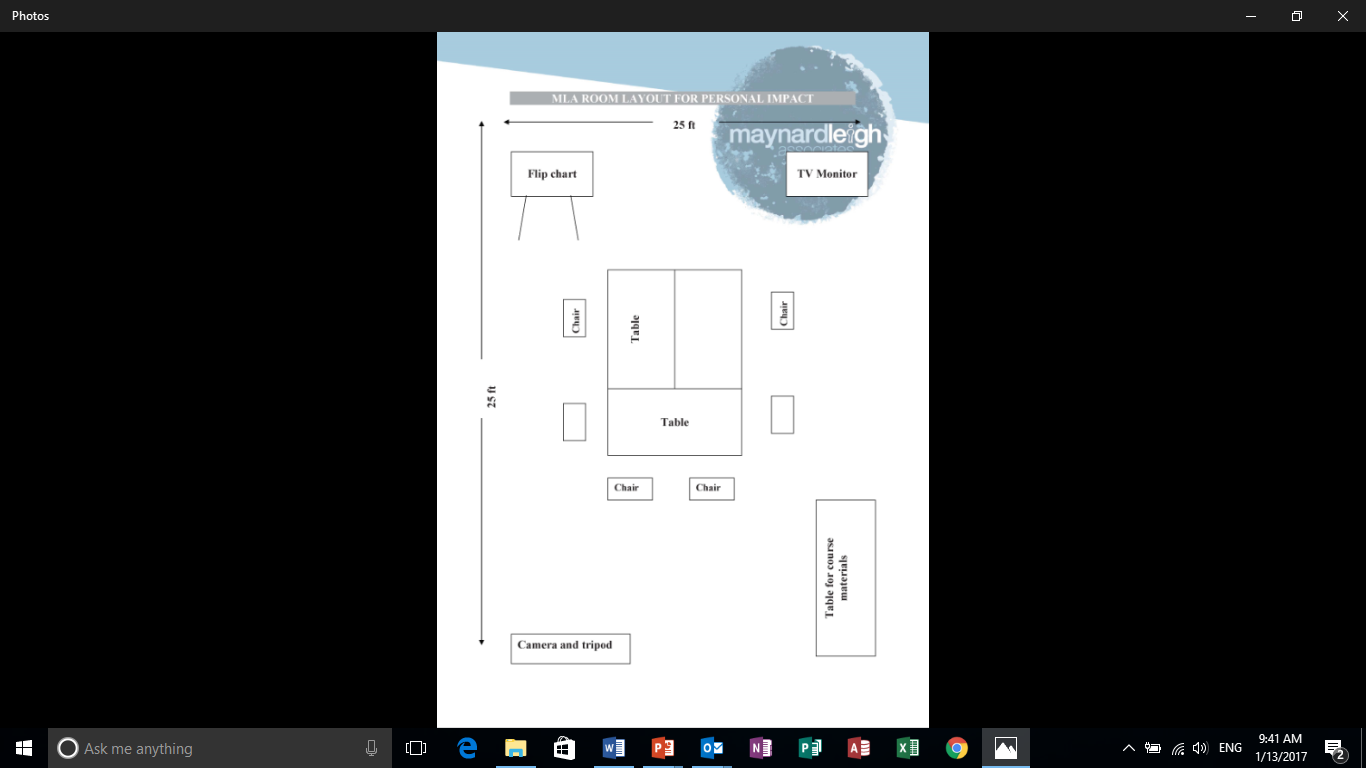 Photos
MLA ROOM LAYOUT FOR PERSONAL IMPACT
25 ft
maynardleigh
associates
Flip chart
TV Monitor
Chair
Table
Chair
25 ft
Table
Chair
Chair
Table for course
materials
Camera and tripod
Ask me anything
ENG
9:41 AM
1/13/2017
2